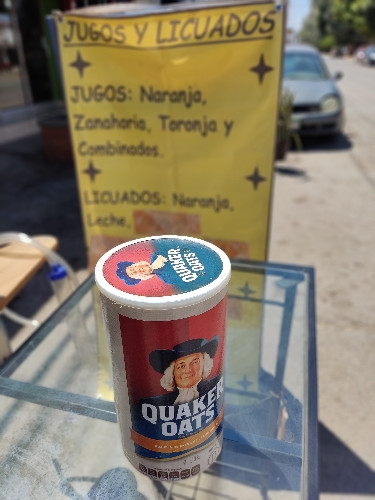 JUGOS Y LICUADOS
JUGOS: Naranja,
Zanahoria, Toronja y
Combinados.
LICUADOS: Naranja,
Leche,
QUAKER
OATS
QUAKER
OATS